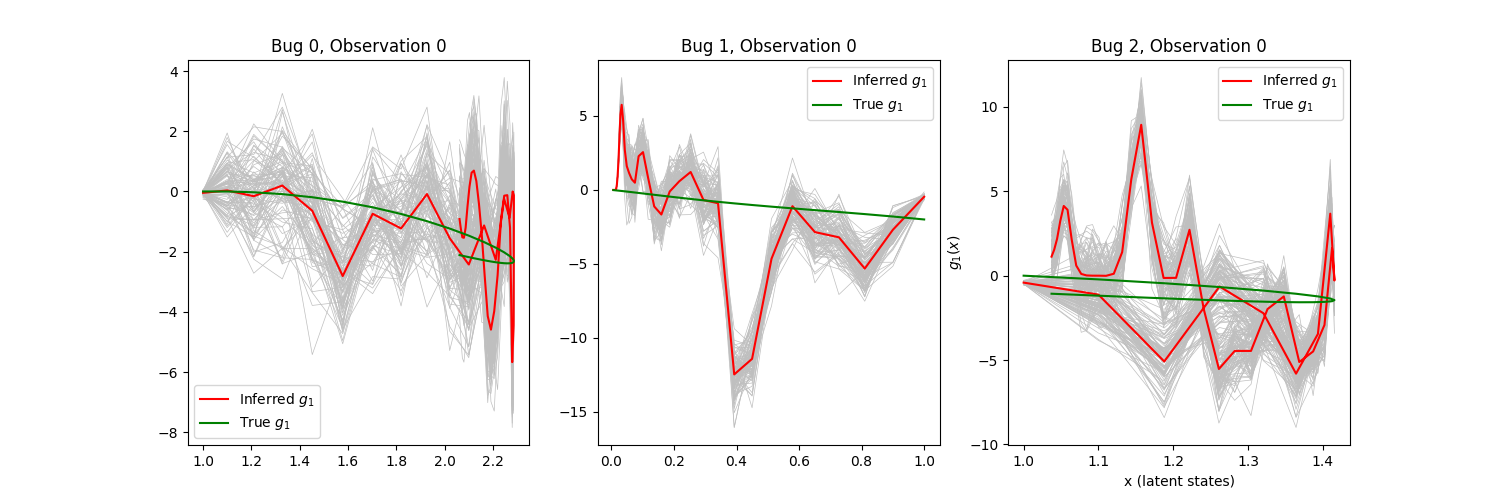 Bug 0, Observation 0
4
2
0
−2
−4
−6
−8
1.0 1.2 1.4 1.6 1.8 2.0 2.2
Inferred g₁
True g₁
Bug 1, Observation 0
5
0
−5
−10
−15
0.0 0.2 0.4 0.6 0.8 1.0
Inferred g₁
True g₁
Bug 2, Observation 0
g₁(x)
10
5
0
−5
−10
1.0 1.1 1.2 1.3 1.4
x (latent states)
Inferred g₁
True g₁